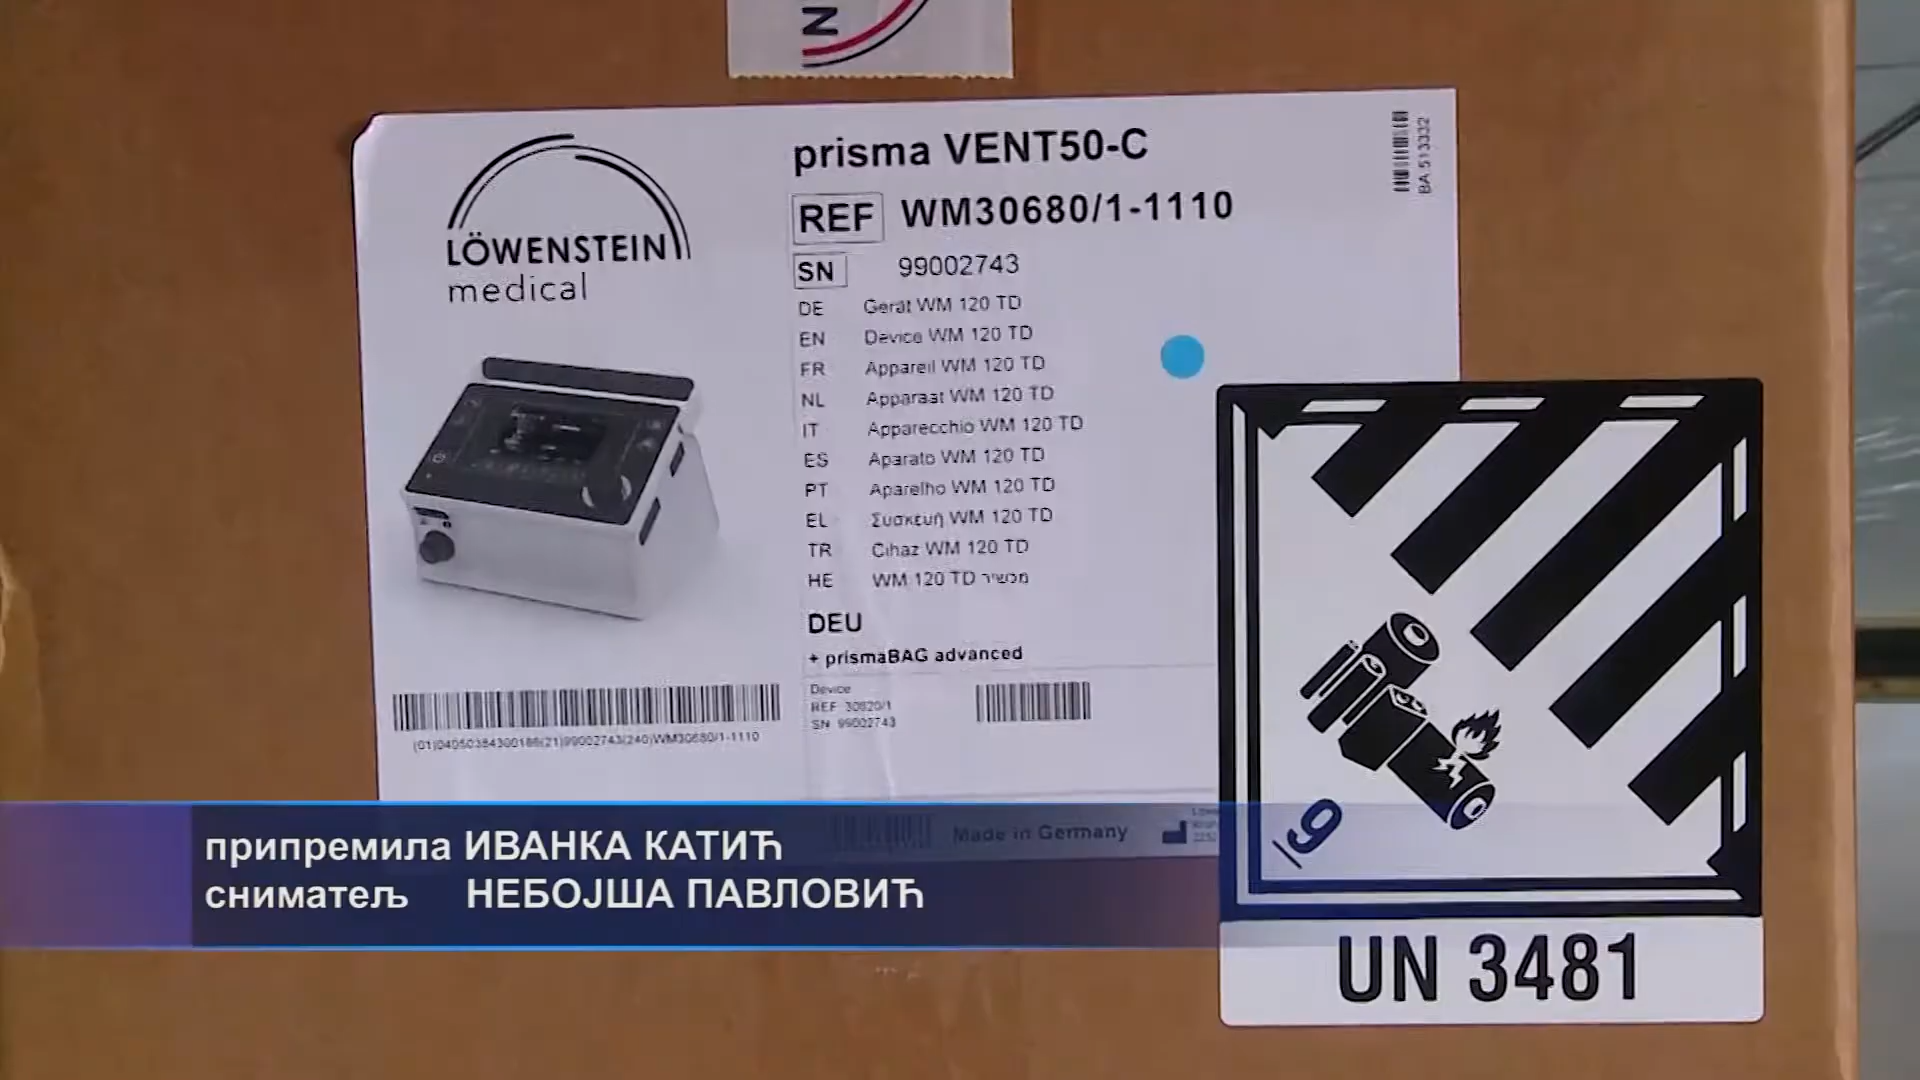 N
LÖWENSTEIN
medical
prisma VENT50-C
REF WM30680/1-1110
SN 99002743
DE Gerät WM 120 TD
EN Device WM 120 TD
FR Appareil WM 120 TD
NL Apparaat WM 120 TD
IT Apparecchio WM 120 TD
ES Aparato WM 120 TD
PT Aparelho WM 120 TD
EL Συσκευή WM 120 TD
TR Cihaz WM 120 TD
HE WM 120 TD מכשיר
DEU
+ prismaBAG advanced
Device
REF 30820/1
SN 99002743
(01)04050384300186(21)99002743(240)WM30680/1-1110
BA 513332
Made in Germany
9
UN 3481
припремила ИВАНКА КАТИЋ
сниматељ НЕБОЈША ПАВЛОВИЋ